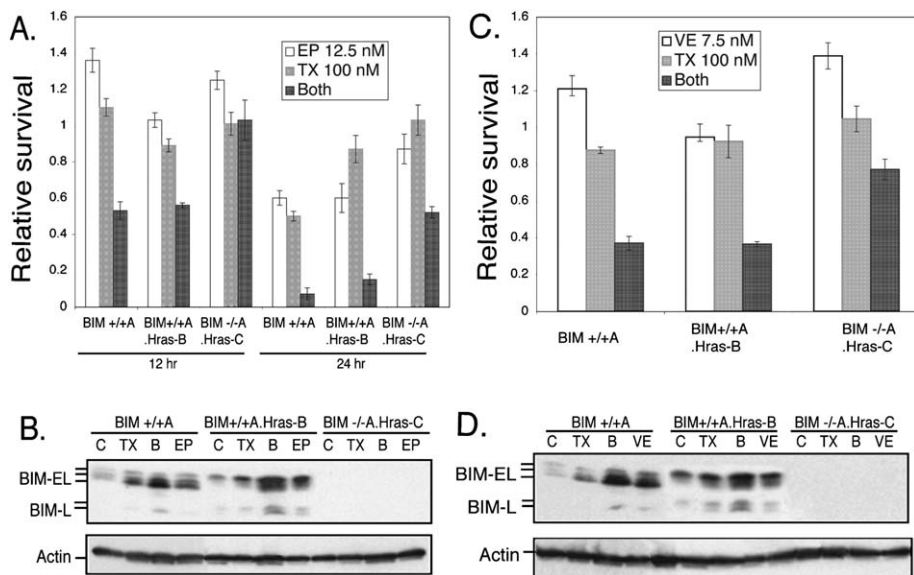 A.
Relative survival
1.6
1.4
1.2
1
0.8
0.6
0.4
0.2
0
EP 12.5 nM
TX 100 nM
Both
BIM +/+A
BIM+/+A .Hras-B
BIM -/-A .Hras-C
BIM +/+A
BIM+/+A .Hras-B
BIM -/-A .Hras-C
12 hr
24 hr
C.
Relative survival
1.6
1.4
1.2
1
0.8
0.6
0.4
0.2
0
VE 7.5 nM
TX 100 nM
Both
BIM +/+A
BIM+/+A .Hras-B
BIM -/-A .Hras-C
B.
BIM +/+A
BIM+/+A.Hras-B
BIM -/-A.Hras-C
C TX B EP C TX B EP C TX B EP
BIM-EL
BIM-L
Actin
D.
BIM +/+A
BIM+/+A.Hras-B
BIM -/-A.Hras-C
C TX B VE C TX B VE C TX B VE
BIM-EL
BIM-L
Actin